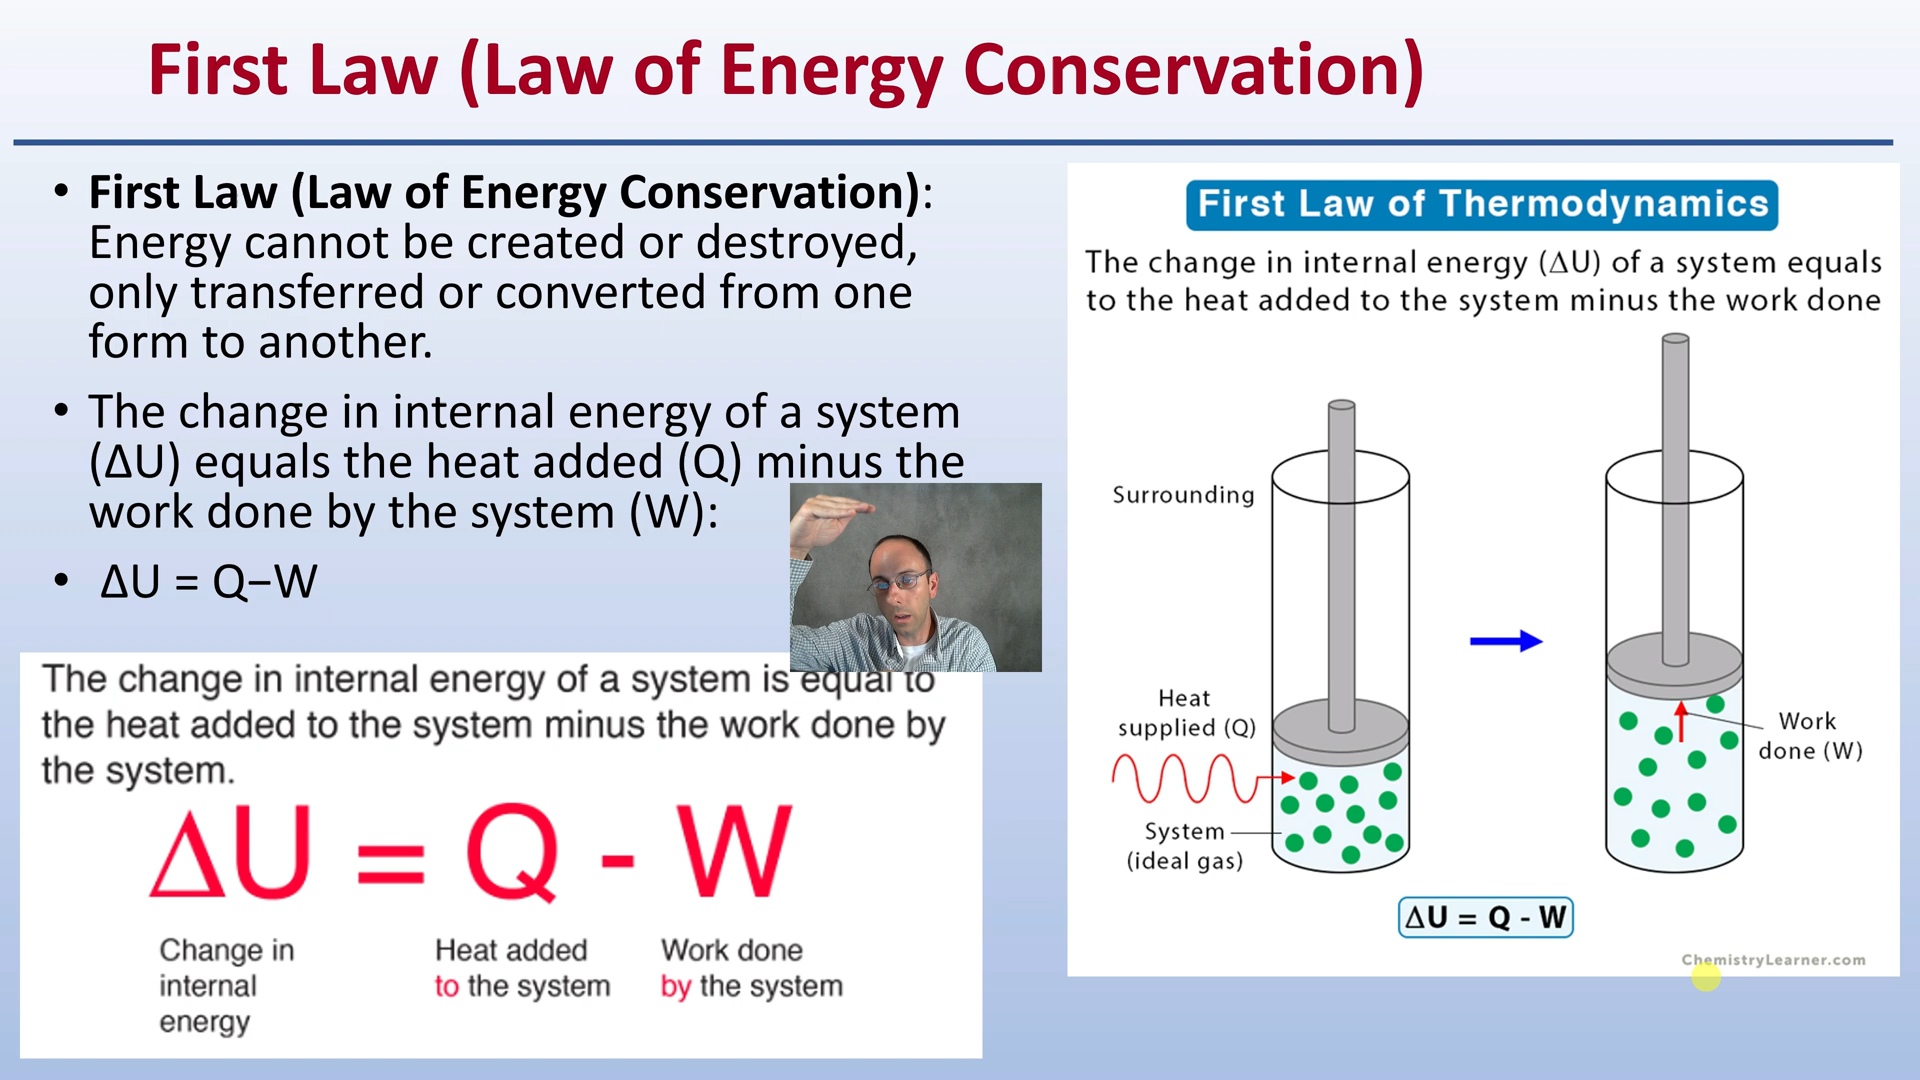 First Law (Law of Energy Conservation)
• First Law (Law of Energy Conservation):
Energy cannot be created or destroyed,
only transferred or converted from one
form to another.
• The change in internal energy of a system
(ΔU) equals the heat added (Q) minus the
work done by the system (W):
• ΔU = Q−W
The change in internal energy of a system is equal to
the heat added to the system minus the work done by
the system.
ΔU = Q - W
Change in
internal
energy
Heat added
to the system
Work done
by the system
First Law of Thermodynamics
The change in internal energy (ΔU) of a system equals
to the heat added to the system minus the work done
Surrounding
Heat
supplied (Q)
System
(ideal gas)
Work
done (W)
ΔU = Q - W
ChemistryLearner.com